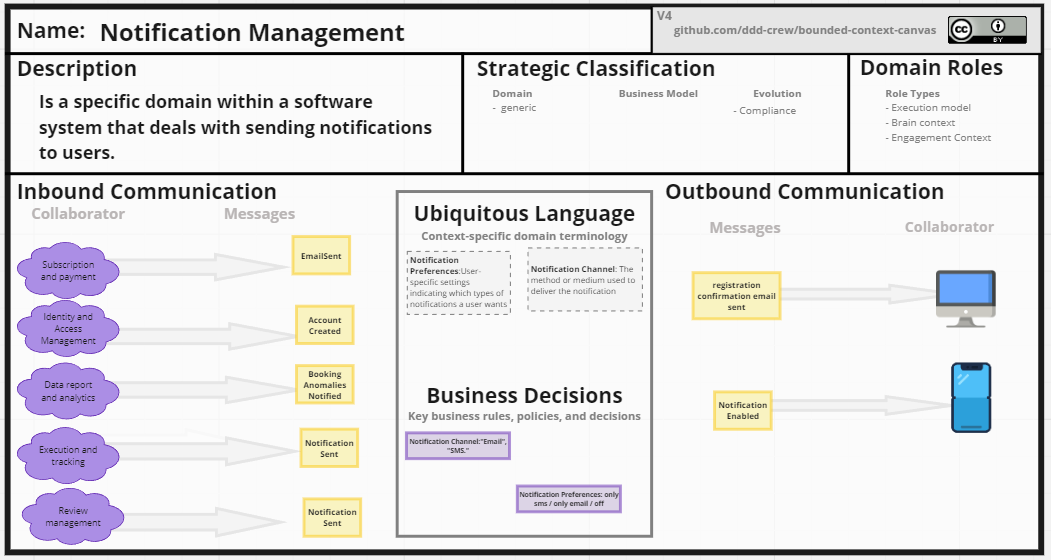 Name: Notification Management
V4
github.com/ddd-crew/bounded-context-canvas
cc
BY
Description
Is a specific domain within a software
system that deals with sending notifications
to users.
Strategic Classification
Domain
- generic
Business Model
Evolution
- Compliance
Domain Roles
Role Types
- Execution model
- Brain context
- Engagement Context
Inbound Communication
Collaborator
Messages
Subscription
and payment
EmailSent
Identity and
Access
Management
Account
Created
Data report
and analytics
Booking
Anomalies
Notified
Execution and
tracking
Notification
Sent
Review
management
Notification
Sent
Ubiquitous Language
Context-specific domain terminology
Notification
Preferences:User-
specific settings
indicating which types of
notifications a user wants
Notification Channel: The
method or medium used to
deliver the notification
Business Decisions
Key business rules, policies, and decisions
Notification Channel:"Email",
"SMS."
Notification Preferences: only
sms / only email / off
Outbound Communication
Messages
Collaborator
registration
confirmation email
sent
Notification
Enabled